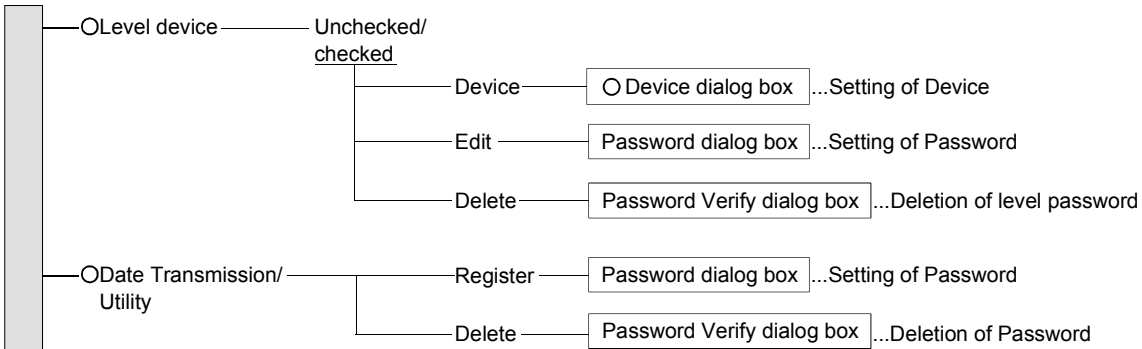 ○Level device Unchecked/
checked
Device ○ Device dialog box ...Setting of Device
Edit Password dialog box ...Setting of Password
Delete Password Verify dialog box ...Deletion of level password
○Date Transmission/ Register Password dialog box ...Setting of Password
Utility
Delete Password Verify dialog box ...Deletion of Password